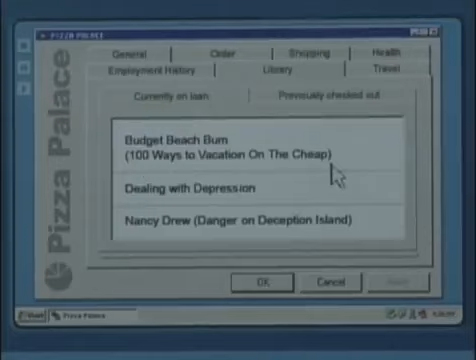 PIZZA PALACE
General Order Shopping Health
Employment History Library Travel
Currently on loan Previously checked out
Pizza Palace
Budget Beach Bum
(100 Ways to Vacation On The Cheap)
Dealing with Depression
Nancy Drew (Danger on Deception Island)
OK Cancel
Start Pizza Palace